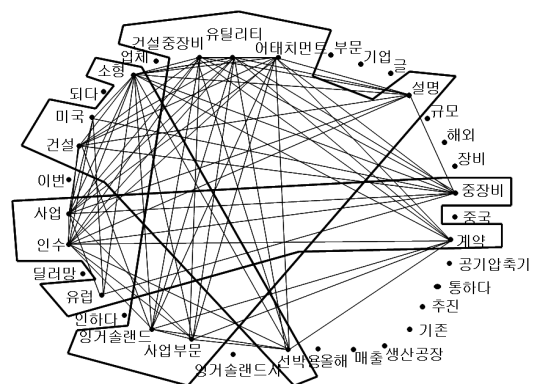 유틸리티
건설중장비
어태치먼트
부문
업체
기업
소형
글
설명
되다
미국
규모
해외
건설
장비
이번
중장비
사업
중국
인수
계약
딜러망
공기압축기
유럽
통하다
추진
인하다
기존
잉거솔랜드
사업부문
생산공장
잉거솔랜드사
선박용
올해
매출